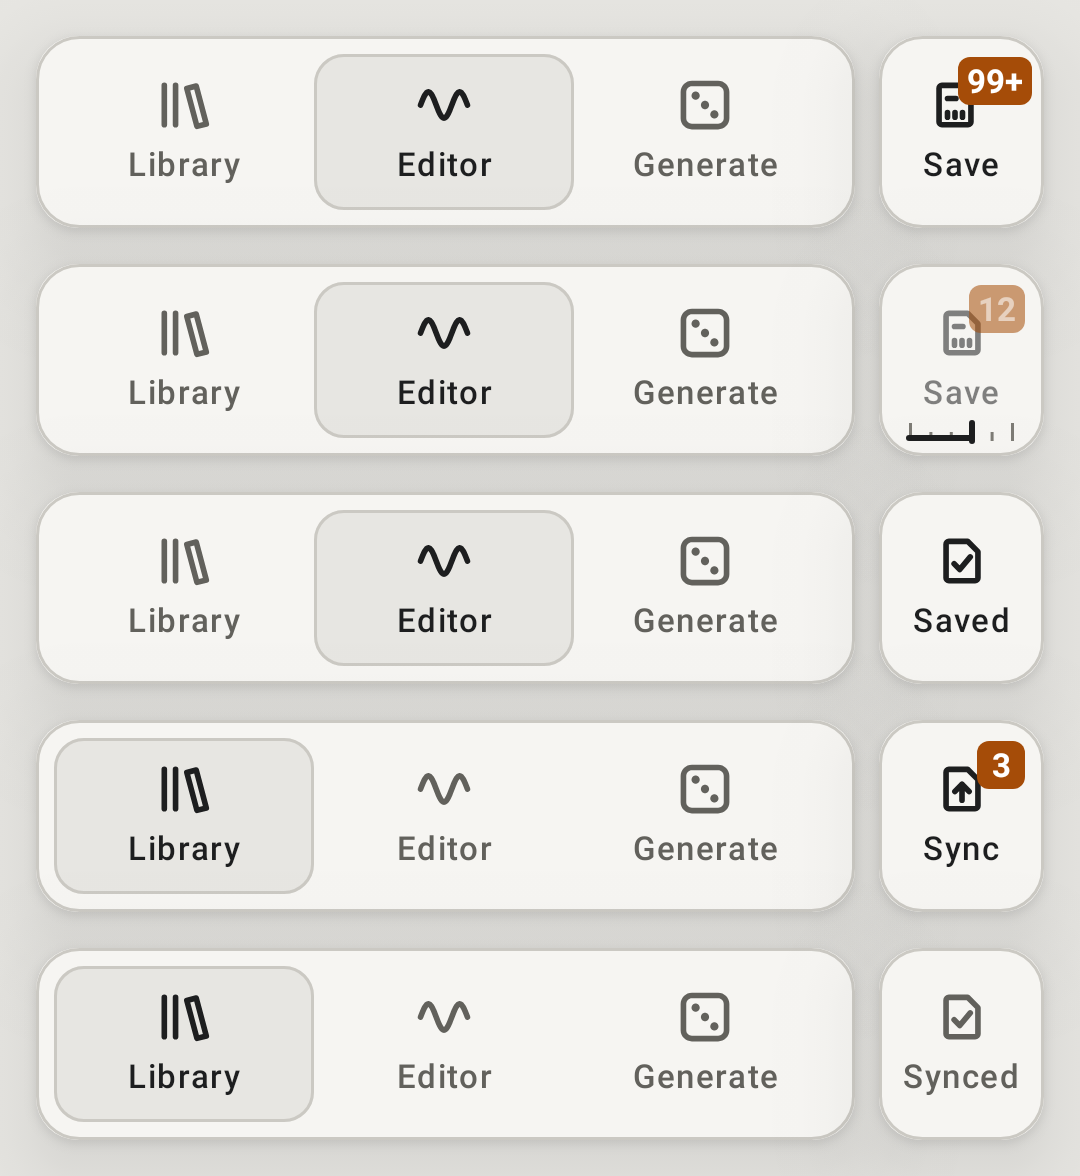 Library Editor Generate 99+ Save
Library Editor Generate 12 Save
Library Editor Generate Saved
Library Editor Generate 3 Sync
Library Editor Generate Synced